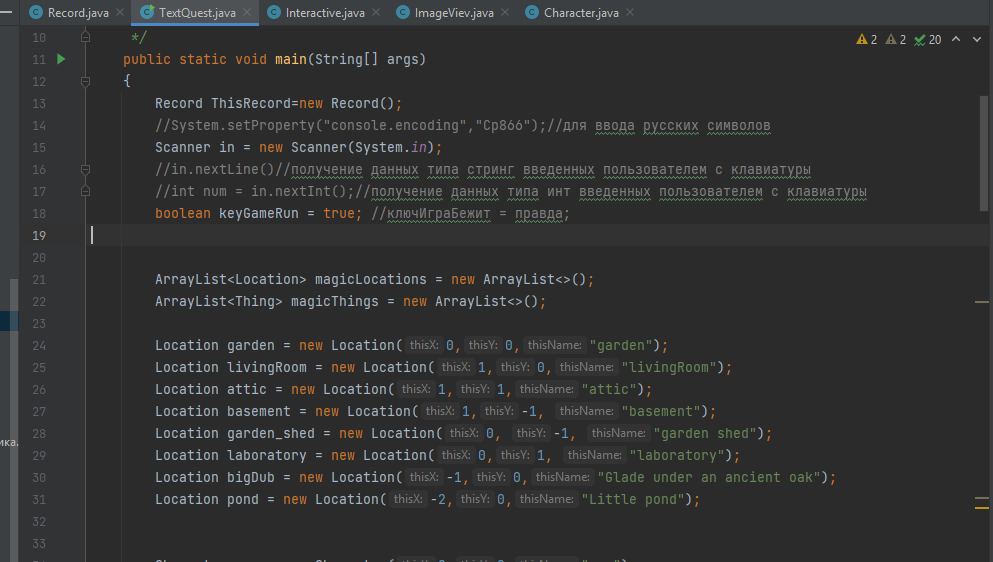 Record.java TextQuest.java Interactive.java ImageViev.java Character.java
10 */ 2 2 20
11 public static void main(String[] args)
12 {
13 Record ThisRecord=new Record();
14 //System.setProperty("console.encoding","Cp866");//для ввода русских символов
15 Scanner in = new Scanner(System.in);
16 //in.nextLine()//получение данных типа стринг введенных пользователем с клавиатуры
17 //int num = in.nextInt();//получение данных типа инт введенных пользователем с клавиатуры
18 boolean keyGameRun = true; //ключИграБежит = правда;
19
20
21 ArrayList<Location> magicLocations = new ArrayList<>();
22 ArrayList<Thing> magicThings = new ArrayList<>();
23
24 Location garden = new Location( thisX: 0, thisY: 0, thisName: "garden");
25 Location livingRoom = new Location( thisX: 1, thisY: 0, thisName: "livingRoom");
26 Location attic = new Location( thisX: 1, thisY: 1, thisName: "attic");
27 Location basement = new Location( thisX: 1, thisY: -1, thisName: "basement");
28 Location garden_shed = new Location( thisX: 0, thisY: -1, thisName: "garden shed");
ика.
29 Location laboratory = new Location( thisX: 0, thisY: 1, thisName: "laboratory");
30 Location bigDub = new Location( thisX: -1, thisY: 0, thisName: "Glade under an ancient oak");
31 Location pond = new Location( thisX: -2, thisY: 0, thisName: "Little pond");
32
33